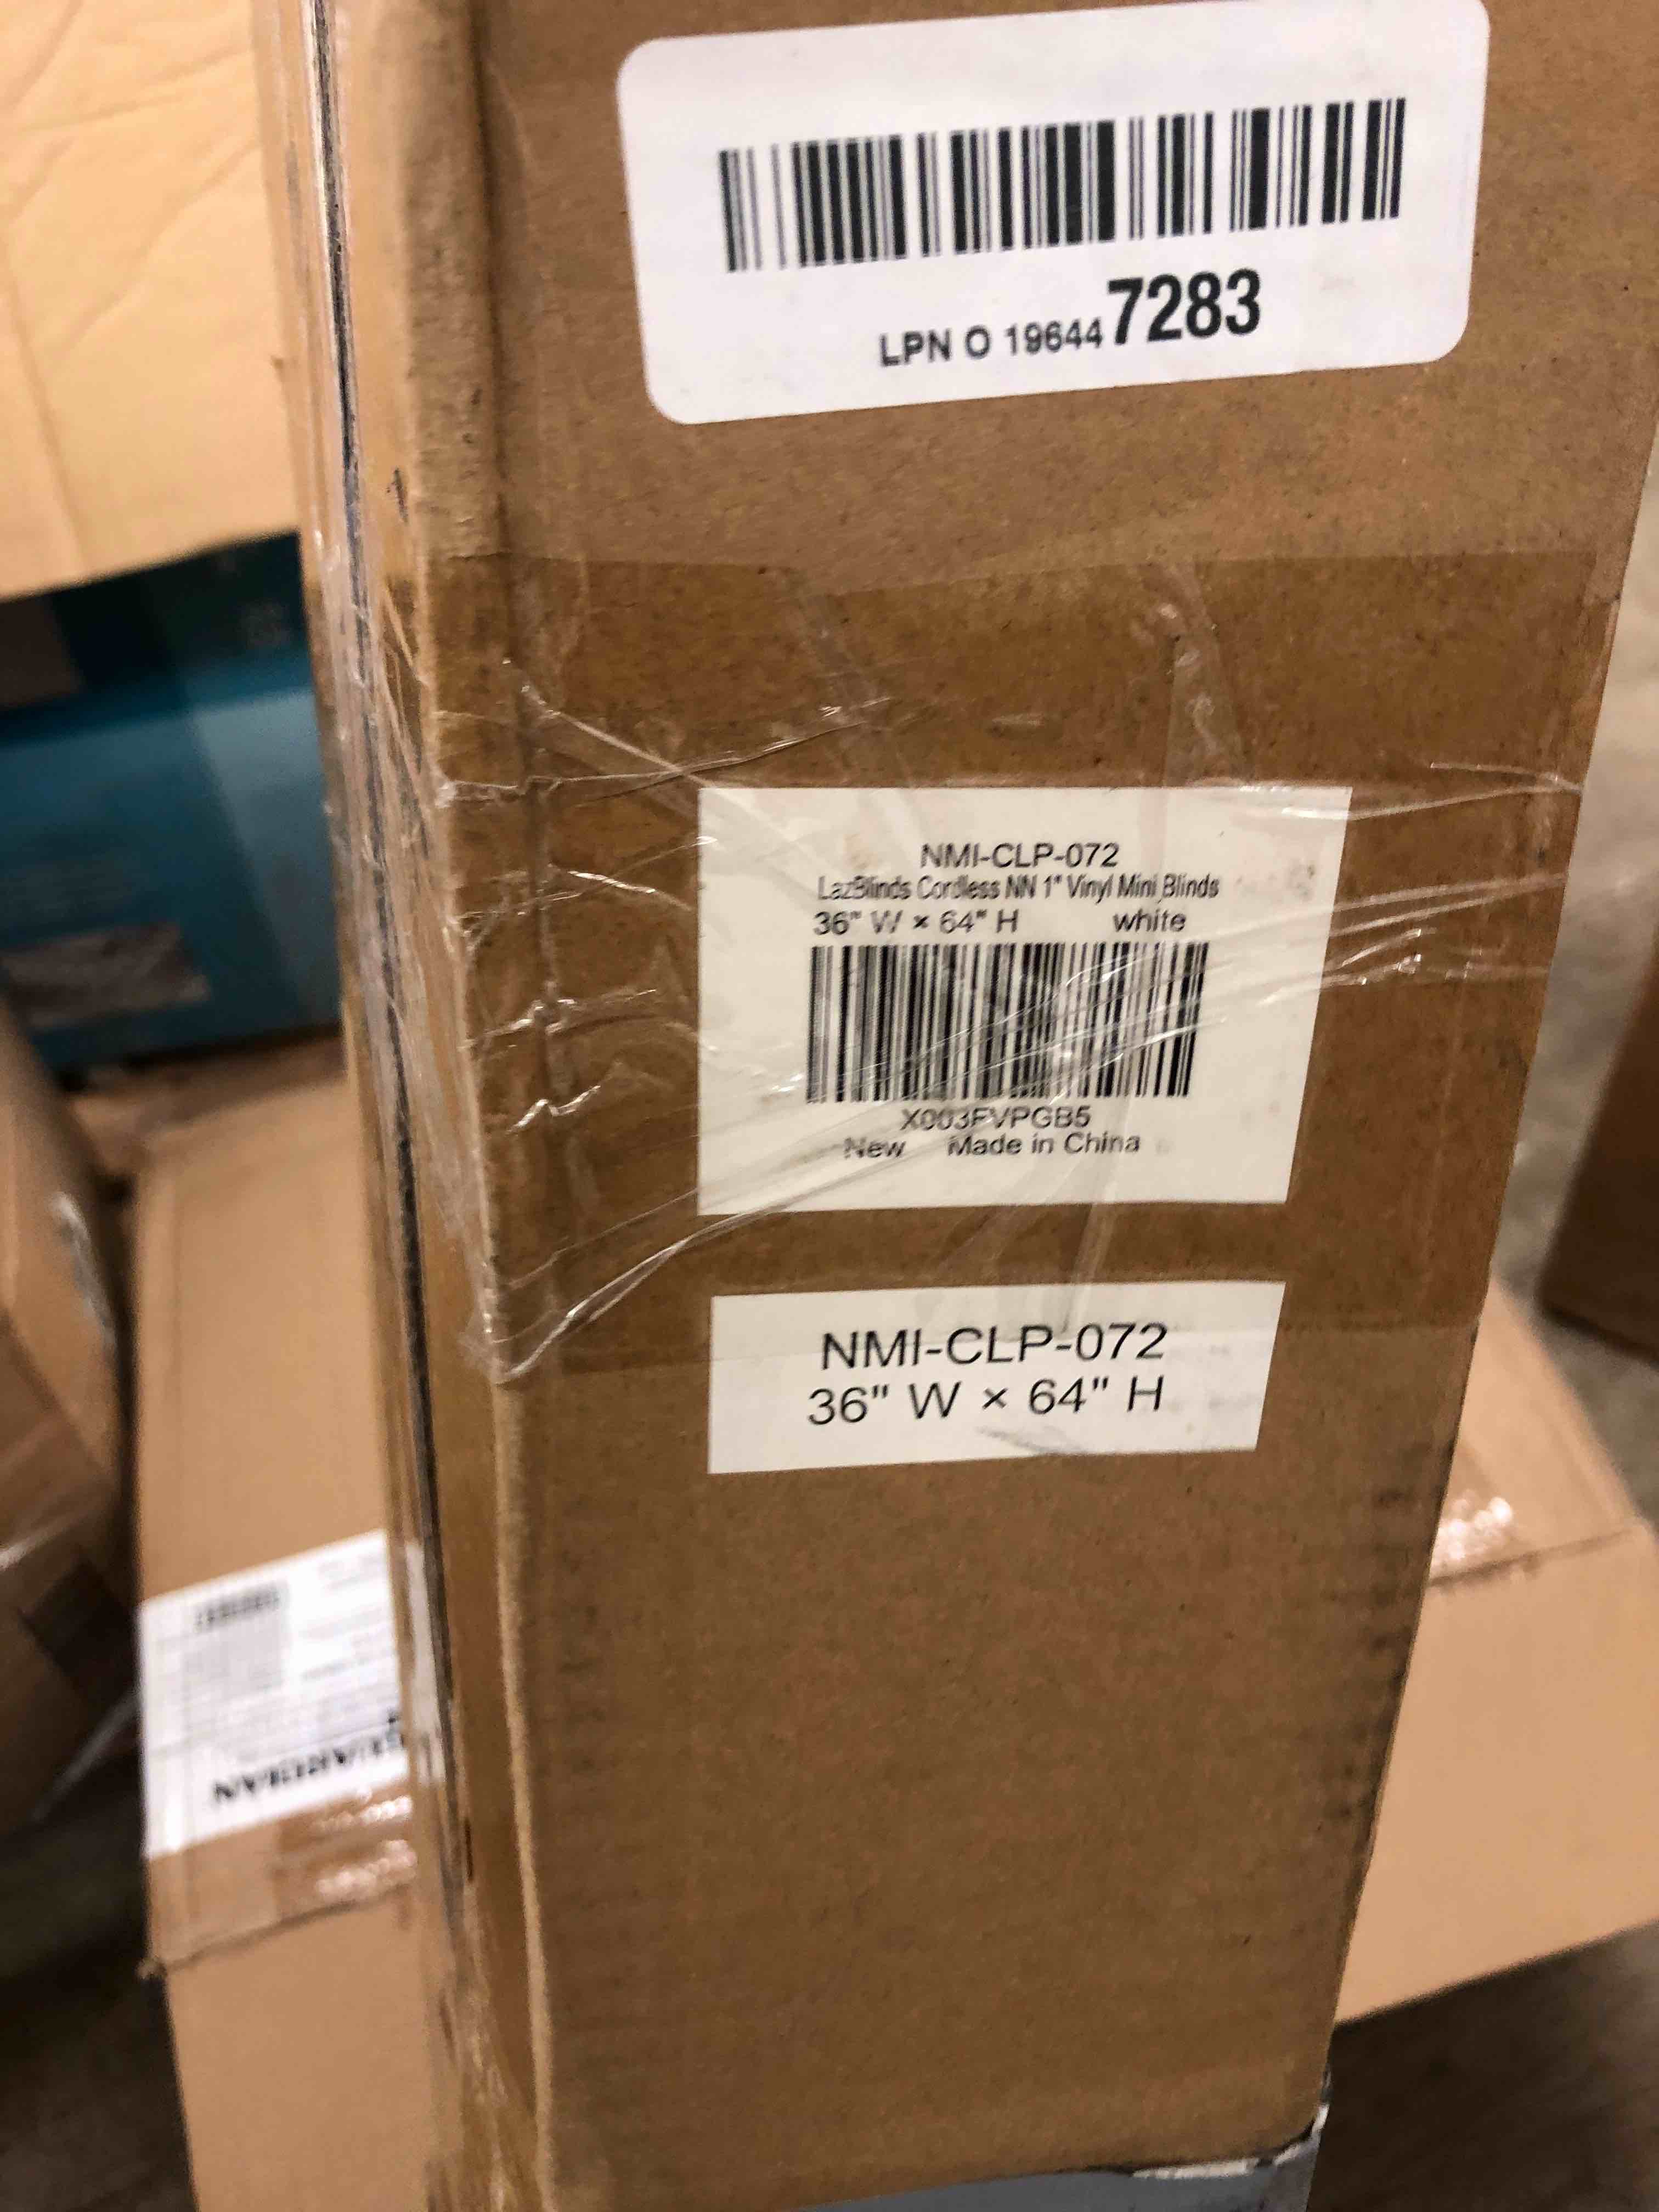 LPN O 196447283
NMI-CLP-072
LazBlinds Cordless NN 1" Vinyl Mini Blinds
36" W × 64" H white
X003FVPGB5
New Made in China
NMI-CLP-072
36" W × 64" H